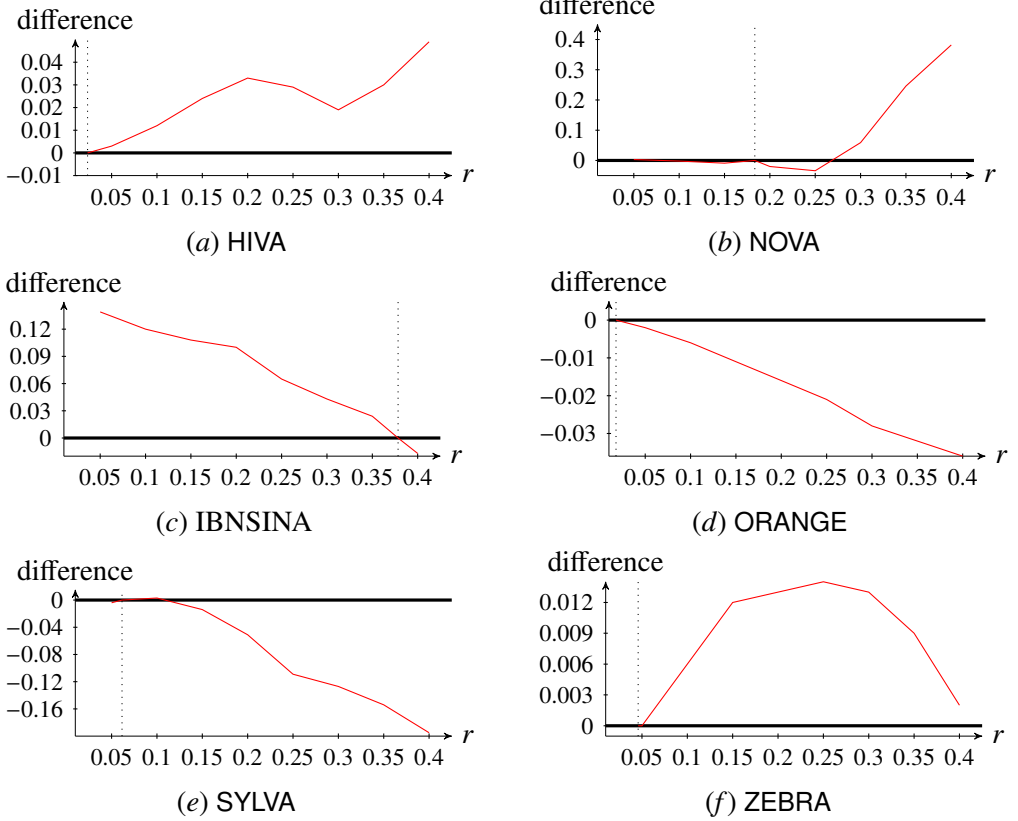 difference
0.04
0.03
0.02
0.01
0
−0.01
0.05 0.1 0.15 0.2 0.25 0.3 0.35 0.4
r
(a) HIVA
difference
0.4
0.3
0.2
0.1
0
0.05 0.1 0.15 0.2 0.25 0.3 0.35 0.4
r
(b) NOVA
difference
0.12
0.09
0.06
0.03
0
0.05 0.1 0.15 0.2 0.25 0.3 0.35 0.4
r
(c) IBNSINA
difference
0
−0.01
−0.02
−0.03
0.05 0.1 0.15 0.2 0.25 0.3 0.35 0.4
r
(d) ORANGE
difference
0
−0.04
−0.08
−0.12
−0.16
0.05 0.1 0.15 0.2 0.25 0.3 0.35 0.4
r
(e) SYLVA
difference
0.012
0.009
0.006
0.003
0
0.05 0.1 0.15 0.2 0.25 0.3 0.35 0.4
r
(f) ZEBRA